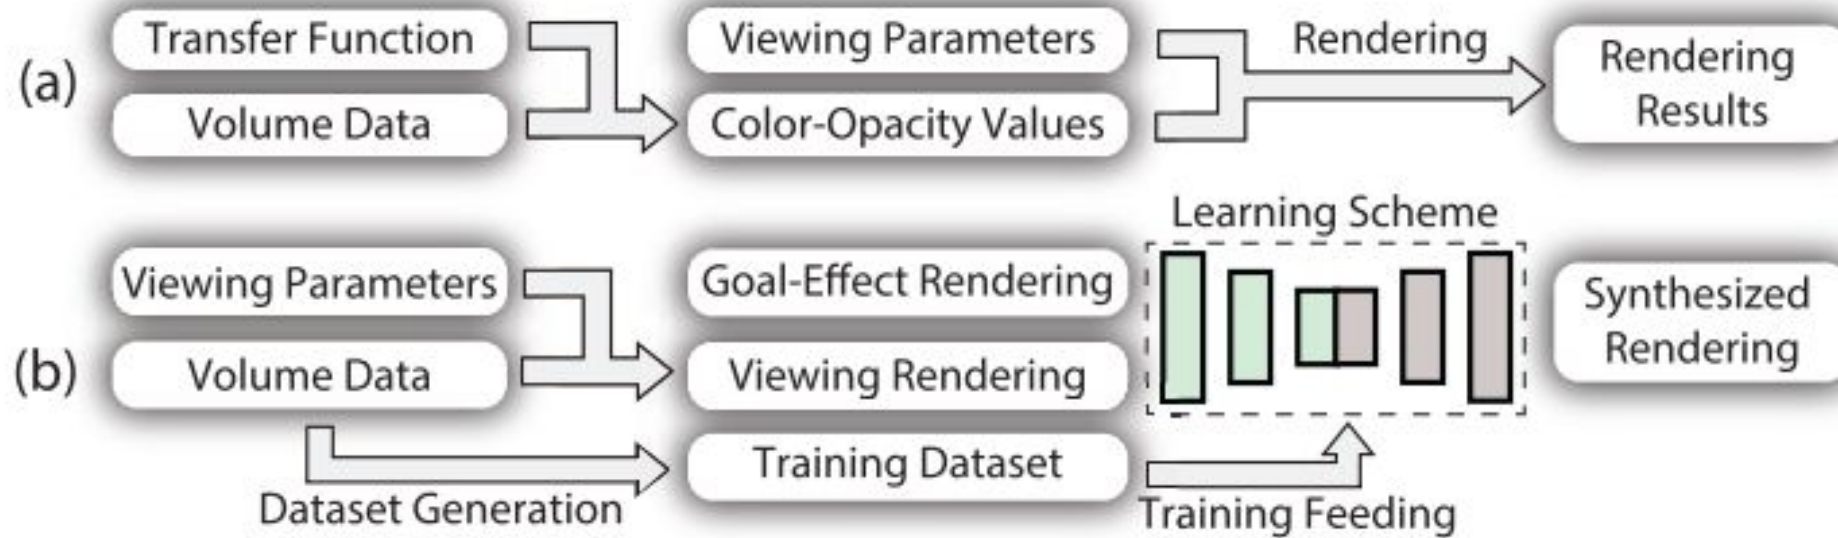 (a)
Transfer Function
Volume Data
Viewing Parameters
Color-Opacity Values
Rendering
Rendering
Results
(b)
Viewing Parameters
Volume Data
Dataset Generation
Goal-Effect Rendering
Viewing Rendering
Training Dataset
Learning Scheme
Training Feeding
Synthesized
Rendering